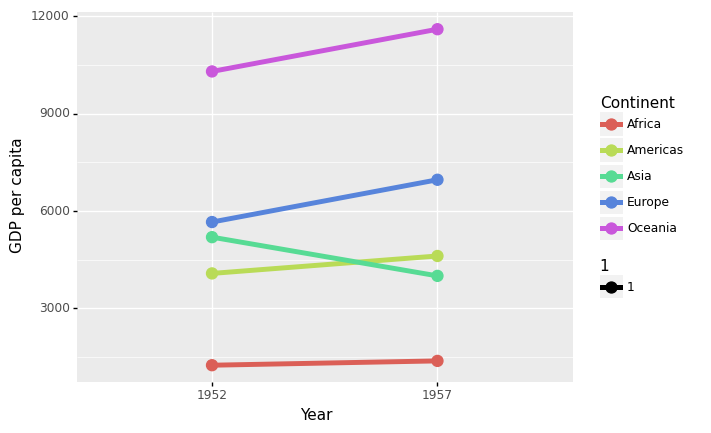 12000
9000
6000
3000
GDP per capita
1952
1957
Year
Continent
Africa
Americas
Asia
Europe
Oceania
1
1